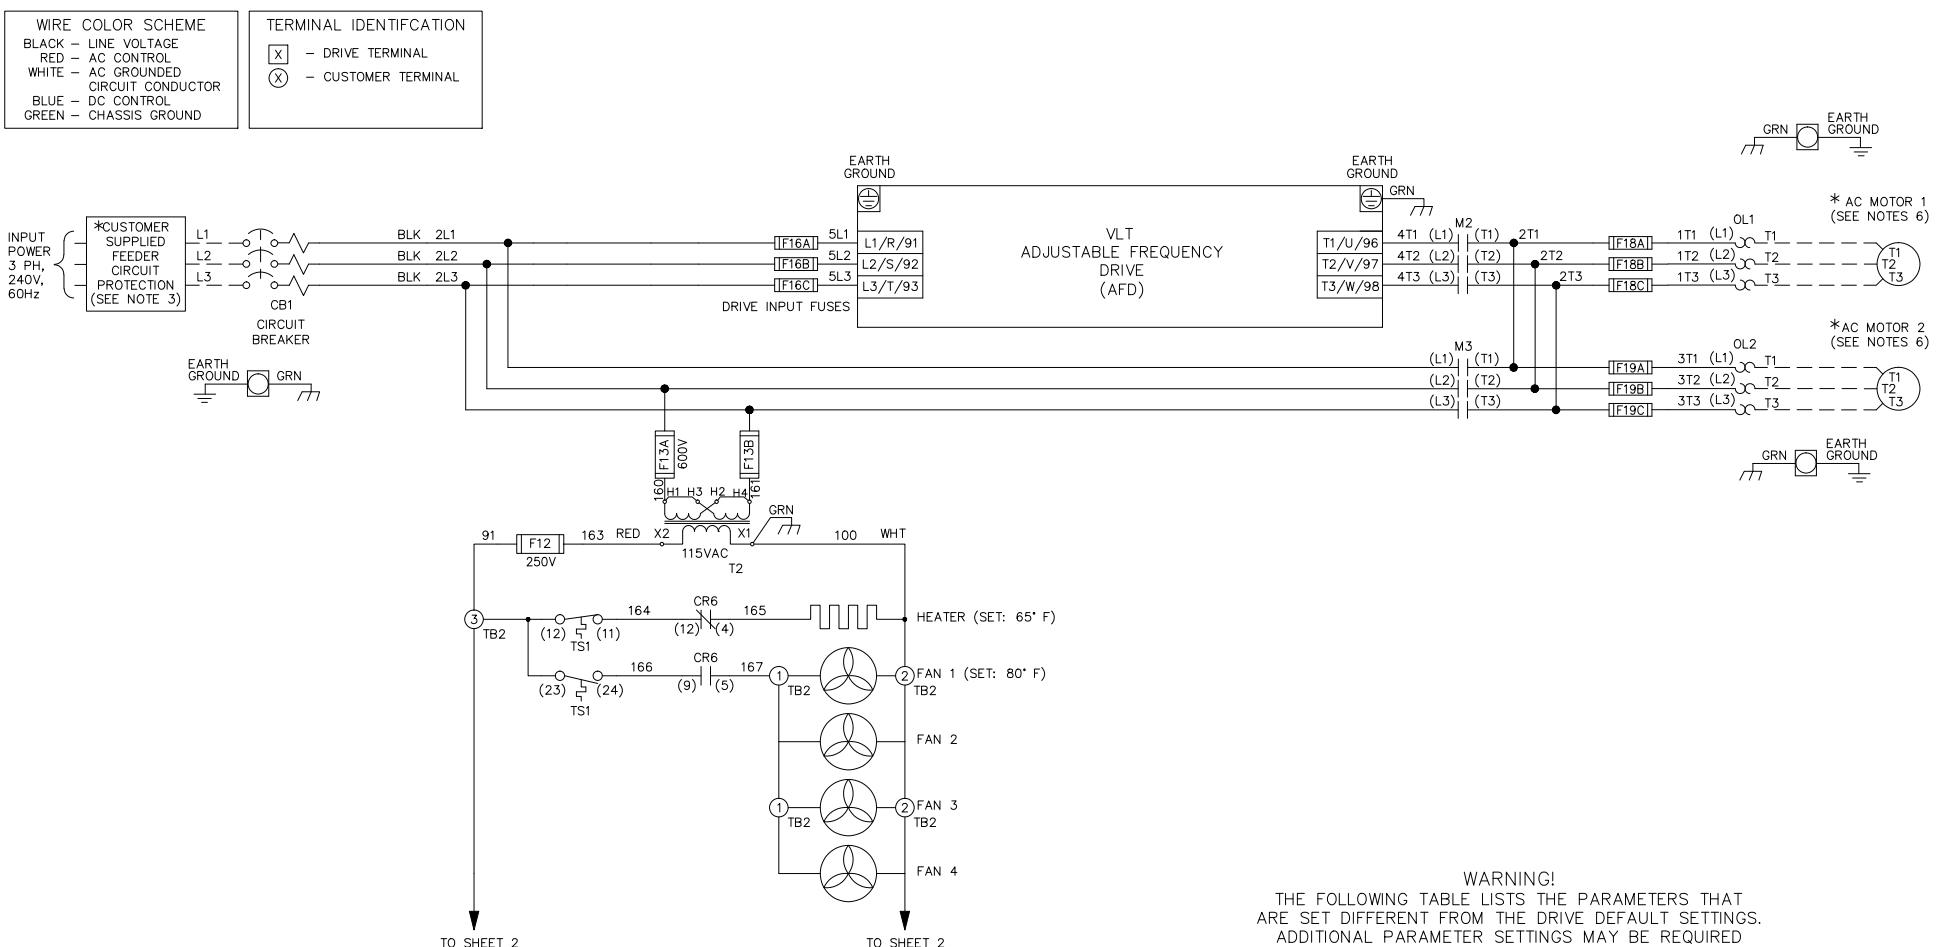 WIRE COLOR SCHEME
BLACK – LINE VOLTAGE
RED – AC CONTROL
WHITE – AC GROUNDED
CIRCUIT CONDUCTOR
BLUE – DC CONTROL
GREEN – CHASSIS GROUND
TERMINAL IDENTIFCATION
X – DRIVE TERMINAL
X – CUSTOMER TERMINAL
INPUT
POWER
3 PH,
240V,
60Hz
*CUSTOMER
SUPPLIED
FEEDER
CIRCUIT
PROTECTION
(SEE NOTE 3)
L1
L2
L3
CB1
CIRCUIT
BREAKER
EARTH
GROUND
GRN
BLK 2L1
BLK 2L2
BLK 2L3
F16A 5L1
F16B 5L2
F16C 5L3
DRIVE INPUT FUSES
EARTH
GROUND
L1/R/91
L2/S/92
L3/T/93
VLT
ADJUSTABLE FREQUENCY
DRIVE
(AFD)
EARTH
GROUND
GRN
T1/U/96
T2/V/97
T3/W/98
M2
4T1 (L1) (T1) 2T1
4T2 (L2) (T2) 2T2
4T3 (L3) (T3) 2T3
OL1
F18A 1T1 (L1) T1
F18B 1T2 (L2) T2
F18C 1T3 (L3) T3
GRN
EARTH
GROUND
* AC MOTOR 1
(SEE NOTES 6)
T1
T2
T3
M3
(L1) (T1)
(L2) (T2)
(L3) (T3)
OL2
F19A 3T1 (L1) T1
F19B 3T2 (L2) T2
F19C 3T3 (L3) T3
*AC MOTOR 2
(SEE NOTES 6)
T1
T2
T3
GRN
EARTH
GROUND
F13A
600V
F13B
160
H1 H3 H2 H4
161
GRN
91 F12 163 RED X2 X1 100 WHT
250V
115VAC
T2
3
TB2
(12) (11)
TS1
164
CR6
(12) (4)
165
HEATER (SET: 65° F)
(23) (24)
TS1
166
CR6
(9) (5)
167
1
TB2
2
TB2
FAN 1 (SET: 80° F)
FAN 2
1
TB2
2
TB2
FAN 3
FAN 4
TO SHEET 2
TO SHEET 2
WARNING!
THE FOLLOWING TABLE LISTS THE PARAMETERS THAT
ARE SET DIFFERENT FROM THE DRIVE DEFAULT SETTINGS.
ADDITIONAL PARAMETER SETTINGS MAY BE REQUIRED